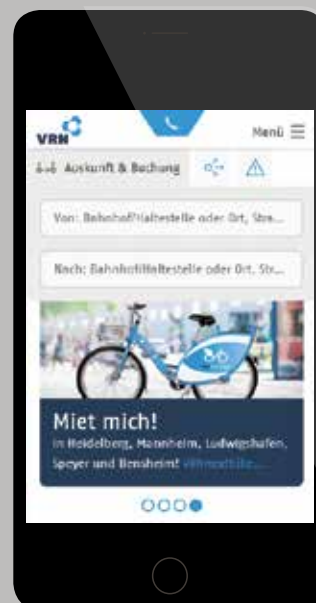 VRN
Menü
Auskunft & Buchung
Von: Bahnhof/Haltestelle oder Ort, Stra...
Nach: Bahnhof/Haltestelle oder Ort, Str...
Miet mich!
in Heidelberg, Mannheim, Ludwigshafen,
Speyer und Bensheim!